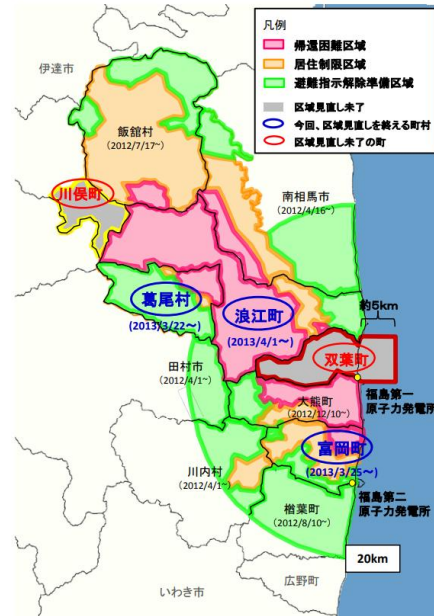 凡例
帰還困難区域
居住制限区域
避難指示解除準備区域
区域見直し未了
今回、区域見直しを終える町村
区域見直し未了の町
伊達市
飯舘村
(2012/7/17~)
川俣町
南相馬市
(2012/4/16~)
葛尾村
(2013/3/22~)
浪江町
(2013/4/1~)
約5km
双葉町
田村市
(2012/4/1~)
大熊町
(2012/12/10~)
福島第一
原子力発電所
富岡町
(2013/3/25~)
川内村
(2012/4/1~)
福島第二
原子力発電所
楢葉町
(2012/8/10~)
20km
広野町
いわき市